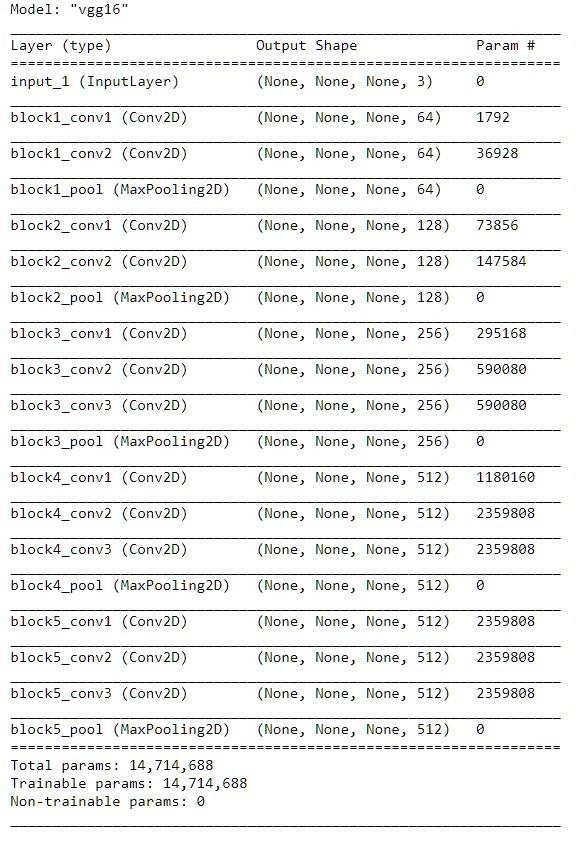 Model: "vgg16"
Layer (type) Output Shape Param #
input_1 (InputLayer) (None, None, None, 3) 0
block1_conv1 (Conv2D) (None, None, None, 64) 1792
block1_conv2 (Conv2D) (None, None, None, 64) 36928
block1_pool (MaxPooling2D) (None, None, None, 64) 0
block2_conv1 (Conv2D) (None, None, None, 128) 73856
block2_conv2 (Conv2D) (None, None, None, 128) 147584
block2_pool (MaxPooling2D) (None, None, None, 128) 0
block3_conv1 (Conv2D) (None, None, None, 256) 295168
block3_conv2 (Conv2D) (None, None, None, 256) 590080
block3_conv3 (Conv2D) (None, None, None, 256) 590080
block3_pool (MaxPooling2D) (None, None, None, 256) 0
block4_conv1 (Conv2D) (None, None, None, 512) 1180160
block4_conv2 (Conv2D) (None, None, None, 512) 2359808
block4_conv3 (Conv2D) (None, None, None, 512) 2359808
block4_pool (MaxPooling2D) (None, None, None, 512) 0
block5_conv1 (Conv2D) (None, None, None, 512) 2359808
block5_conv2 (Conv2D) (None, None, None, 512) 2359808
block5_conv3 (Conv2D) (None, None, None, 512) 2359808
block5_pool (MaxPooling2D) (None, None, None, 512) 0
Total params: 14,714,688
Trainable params: 14,714,688
Non-trainable params: 0